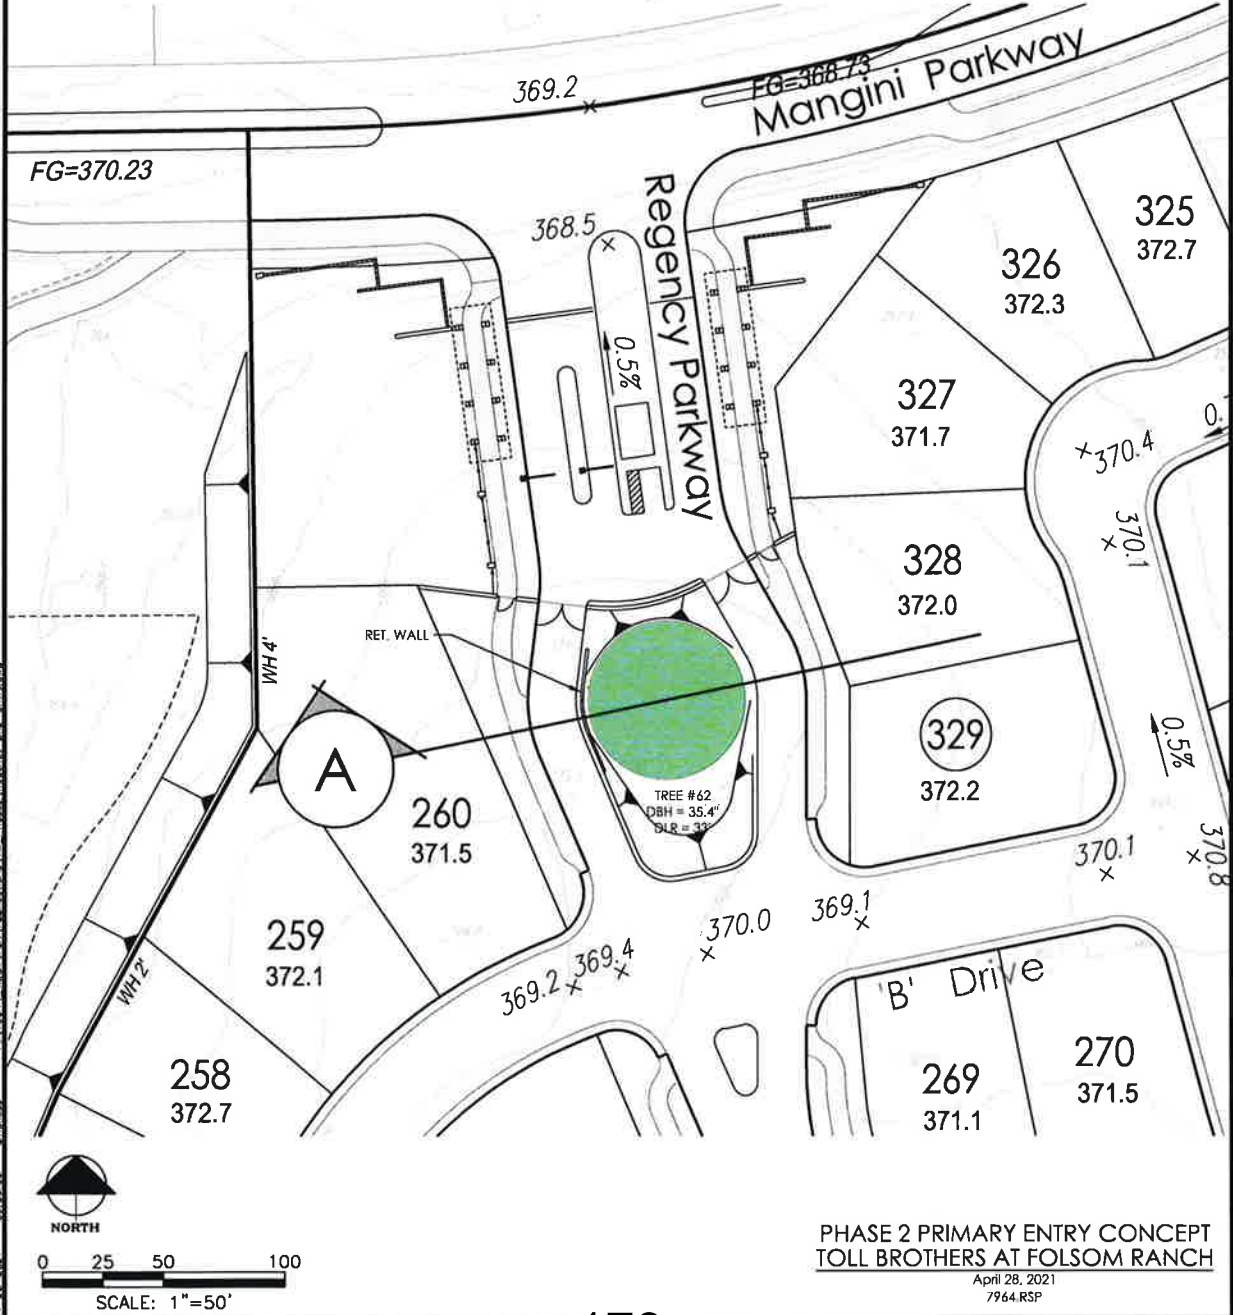 369.2
FG=368.73
Mangini Parkway
FG=370.23
Regency Parkway
368.5
0.5%
325
372.7
326
372.3
327
371.7
370.4
0.
370.1
328
372.0
RET. WALL
WH 4'
A
329
372.2
0.5%
TREE #62
DBH = 35.4"
DLR = 33'
260
371.5
370.1
370.8
369.1
370.0
369.4
369.2
259
372.1
WH 2'
'B' Drive
258
372.7
269
371.1
270
371.5
NORTH
0 25 50 100
SCALE: 1"=50'
PHASE 2 PRIMARY ENTRY CONCEPT
TOLL BROTHERS AT FOLSOM RANCH
April 28, 2021
7964.RSP